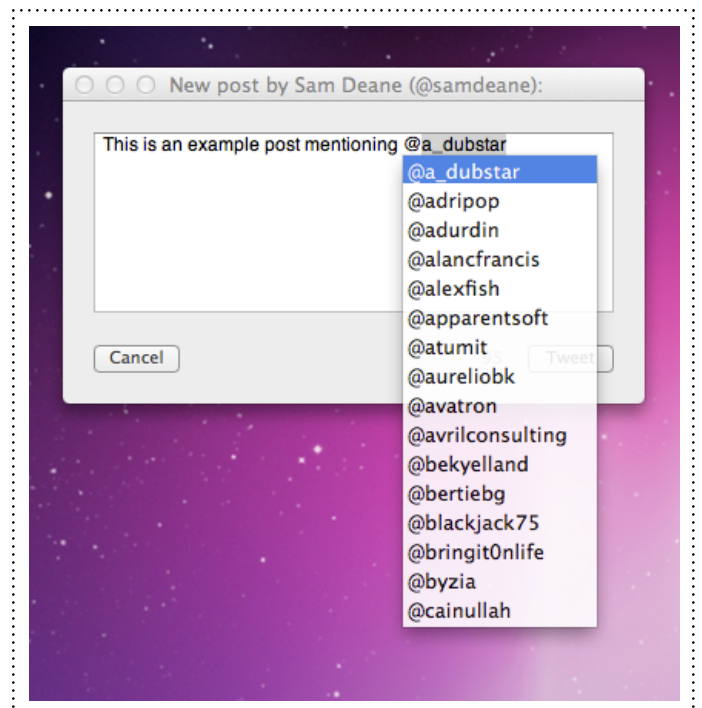 New post by Sam Deane (@samdeane):
This is an example post mentioning @a_dubstar
@a_dubstar
@adripop
@adurdin
@alancfrancis
@alexfish
@apparentsoft
@atumit
@aureliobk
@avatron
@avrilconsulting
@bekyelland
@bertiebg
@blackjack75
@bringit0nlife
@byzia
@cainullah
Cancel
Tweet